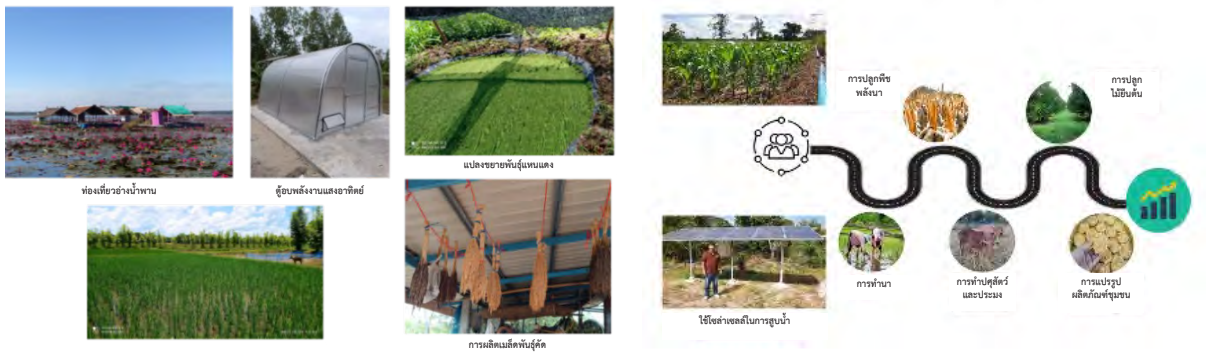 แปลงขยายพันธุ์แหนแดง
ท่องเที่ยวอ่างน้ำพาน
ตู้อบพลังงานแสงอาทิตย์
การผลิตเมล็ดพันธุ์คัด
การปลูกพืช
หลังนา
การปลูก
ไม้ยืนต้น
การทำนา
การทำปศุสัตว์
และประมง
การแปรรูป
ผลิตภัณฑ์ชุมชน
ใช้โซล่าเซลล์ในการสูบน้ำ